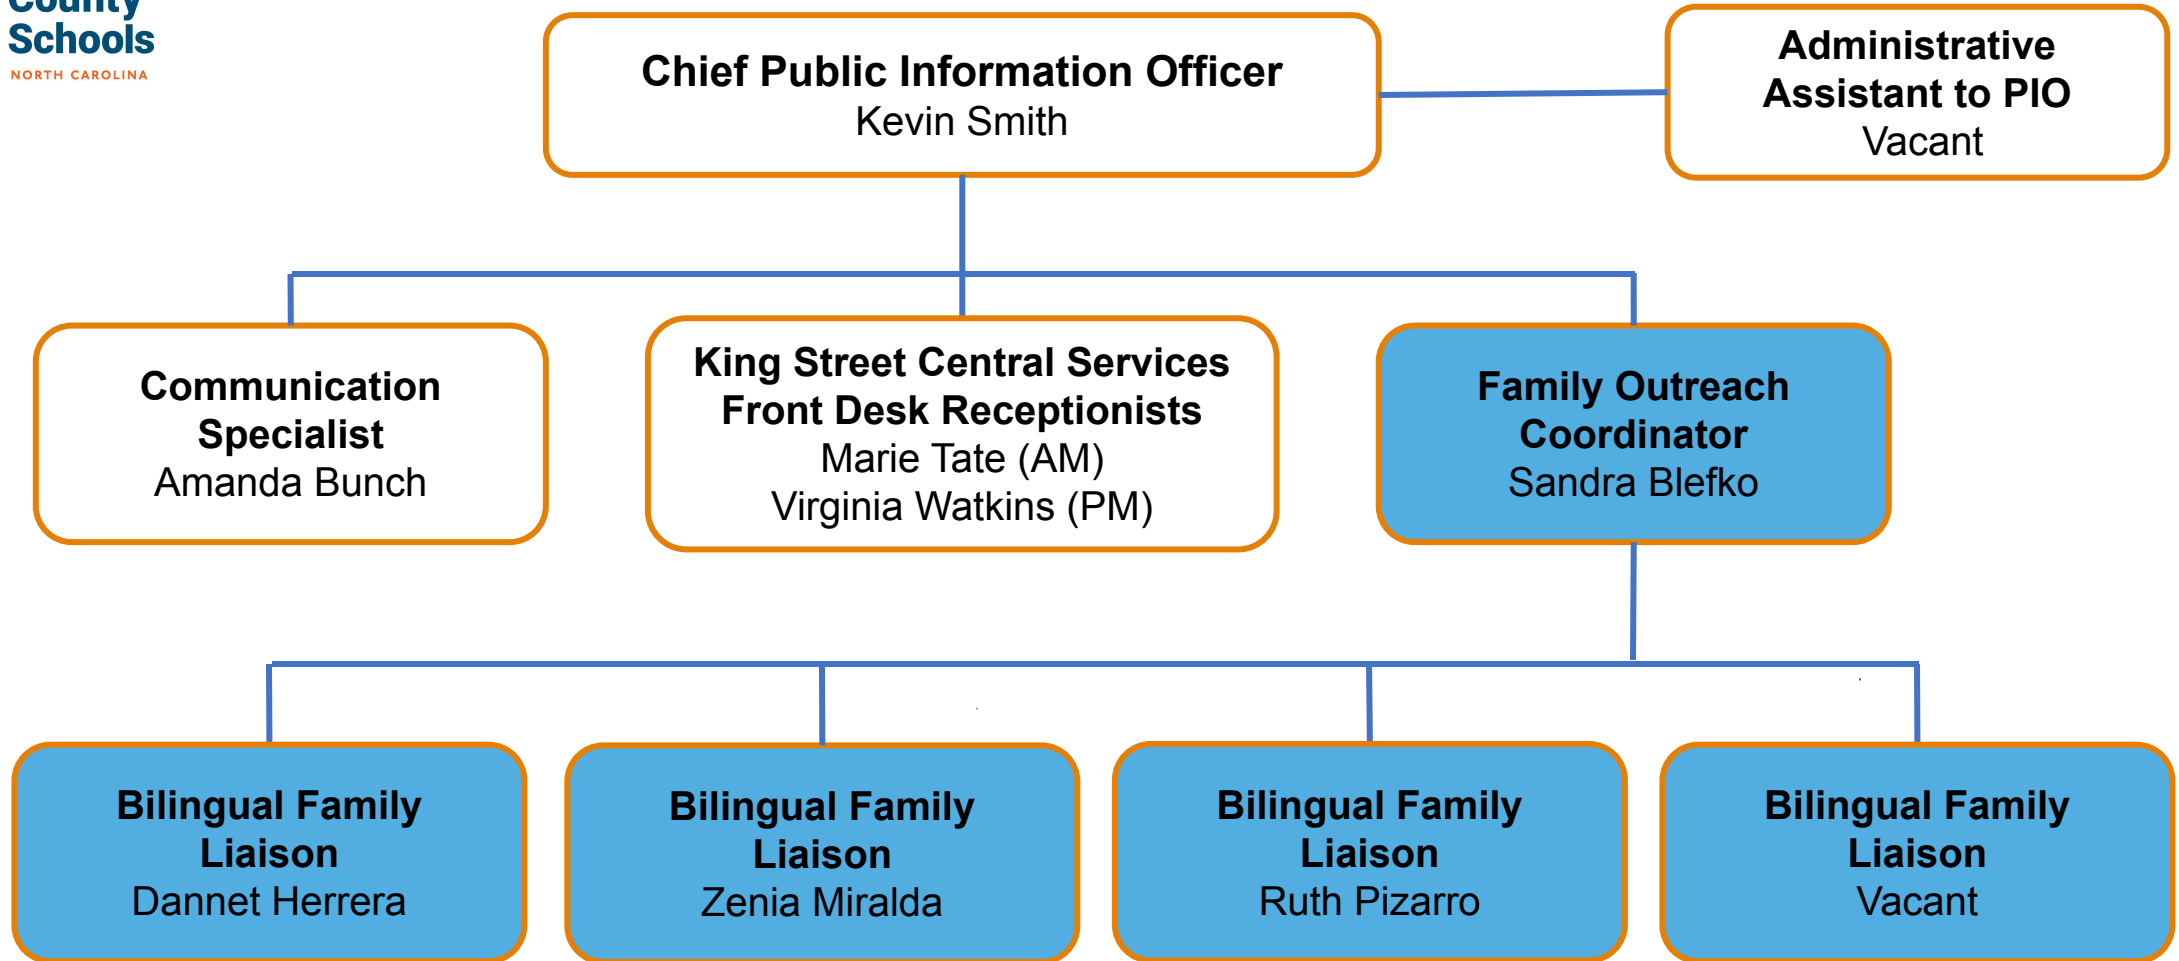 County
Schools
NORTH CAROLINA
Chief Public Information Officer
Kevin Smith
Administrative
Assistant to PIO
Vacant
Communication
Specialist
Amanda Bunch
King Street Central Services
Front Desk Receptionists
Marie Tate (AM)
Virginia Watkins (PM)
Family Outreach
Coordinator
Sandra Blefko
Bilingual Family
Liaison
Dannet Herrera
Bilingual Family
Liaison
Zenia Miralda
Bilingual Family
Liaison
Ruth Pizarro
Bilingual Family
Liaison
Vacant